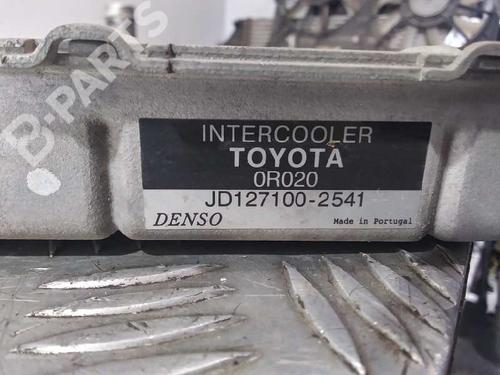 B-PARTS
INTERCOOLER
TOYOTA
0R020
JD127100-2541
DENSO Made in Portugal